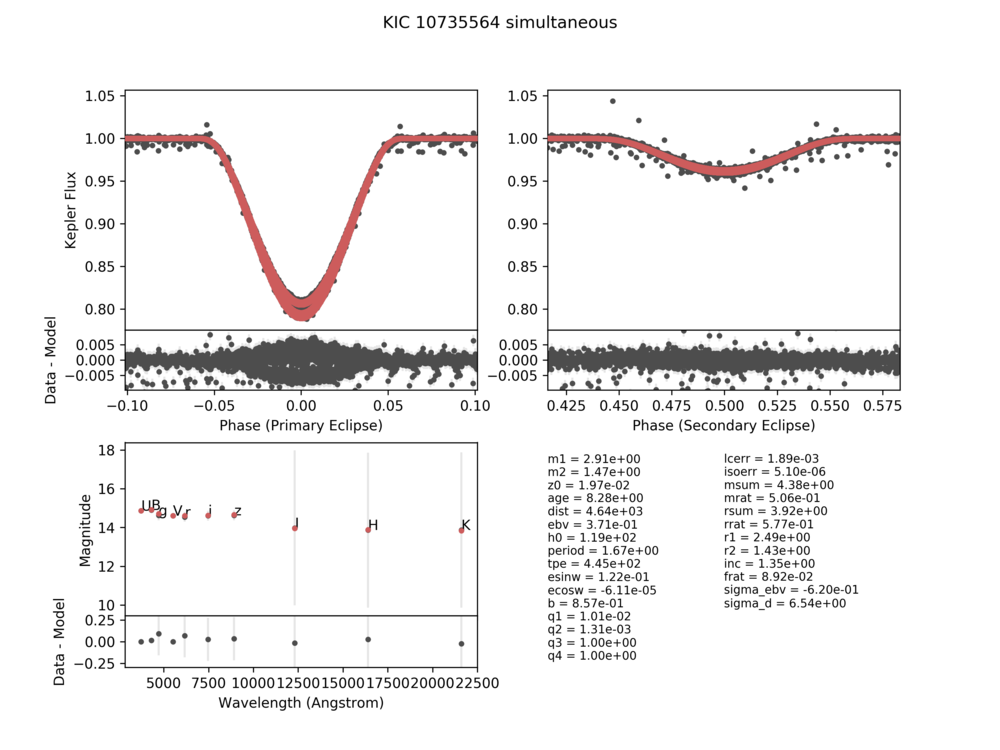 KIC 10735564 simultaneous
1.05
1.00
0.95
0.90
0.85
0.80
Kepler Flux
0.005
0.000
−0.005
Data - Model
−0.10 −0.05 0.00 0.05 0.10
Phase (Primary Eclipse)
1.05
1.00
0.95
0.90
0.85
0.80
0.005
0.000
−0.005
0.425 0.450 0.475 0.500 0.525 0.550 0.575
Phase (Secondary Eclipse)
18
16
14
12
10
Magnitude
U B g V r i z J H K
0.25
0.00
−0.25
Data - Model
5000 7500 10000 12500 15000 17500 20000 22500
Wavelength (Angstrom)
m1 = 2.91e+00
m2 = 1.47e+00
z0 = 1.97e-02
age = 8.28e+00
dist = 4.64e+03
ebv = 3.71e-01
h0 = 1.19e+02
period = 1.67e+00
tpe = 4.45e+02
esinw = 1.22e-01
ecosw = -6.11e-05
b = 8.57e-01
q1 = 1.01e-02
q2 = 1.31e-03
q3 = 1.00e+00
q4 = 1.00e+00
lcerr = 1.89e-03
isoerr = 5.10e-06
msum = 4.38e+00
mrat = 5.06e-01
rsum = 3.92e+00
rrat = 5.77e-01
r1 = 2.49e+00
r2 = 1.43e+00
inc = 1.35e+00
frat = 8.92e-02
sigma_ebv = -6.20e-01
sigma_d = 6.54e+00